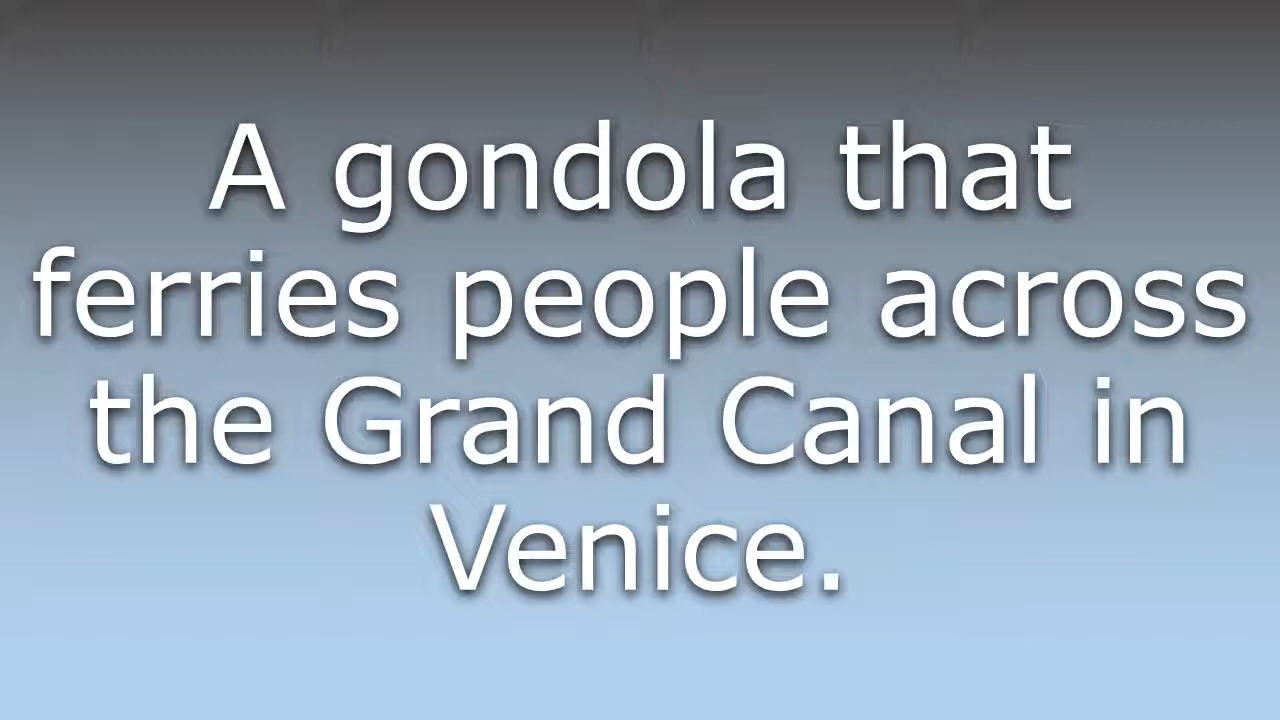 A gondola that
ferries people across
the Grand Canal in
Venice.